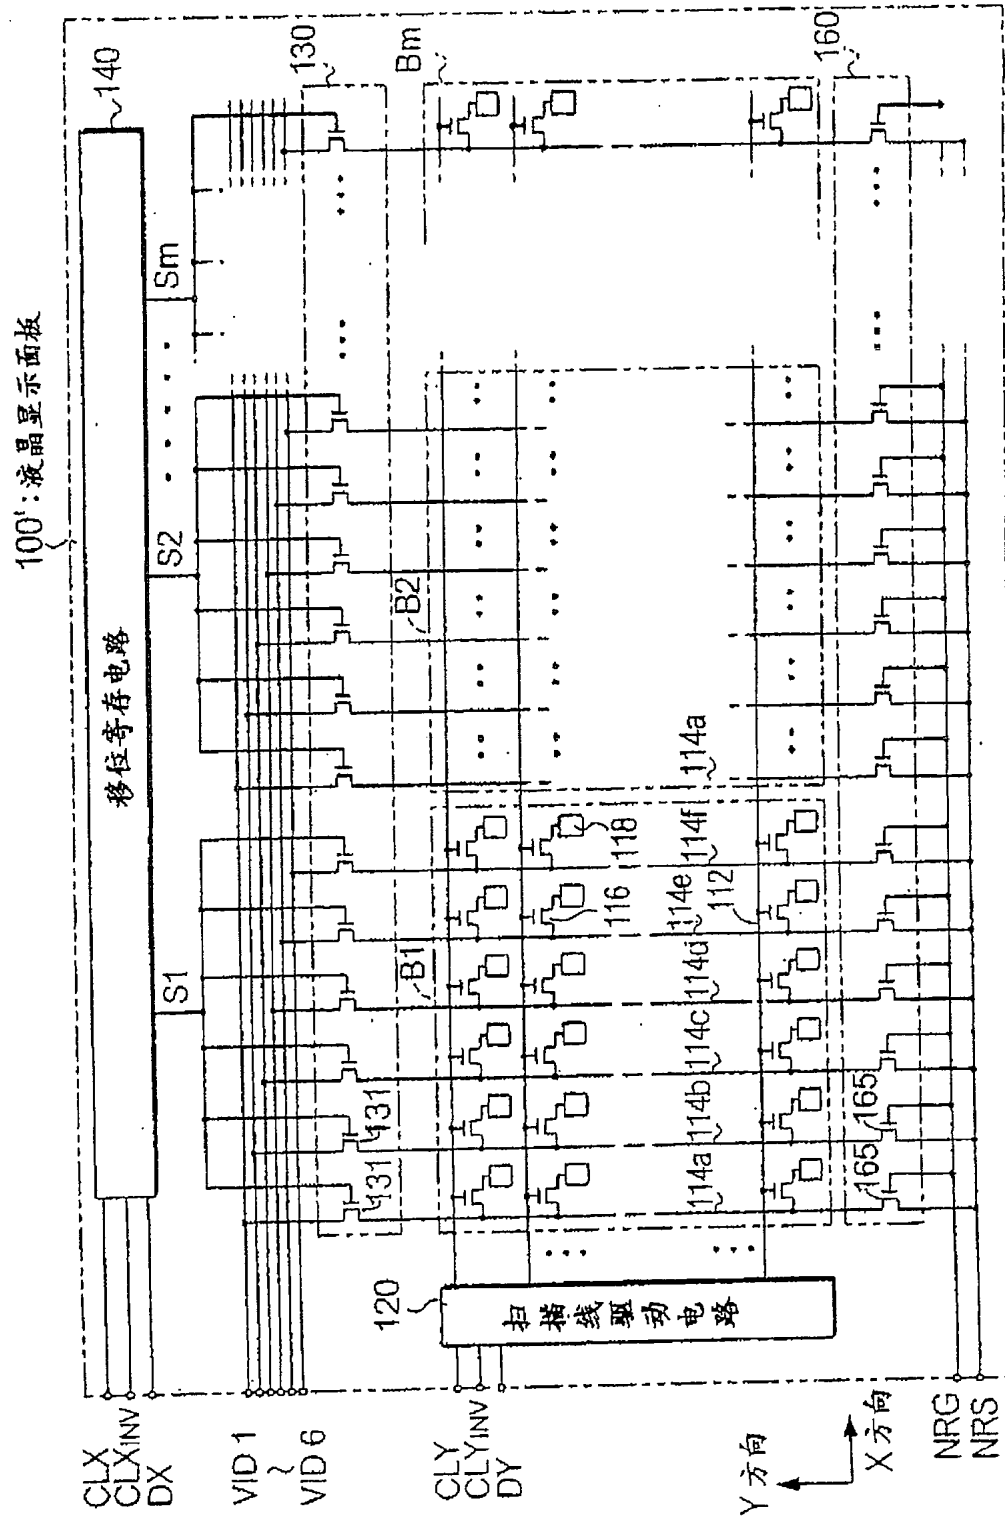 100': 液晶显示面板
140
移位寄存电路
S1
S2
Sm
130
Bm
160
CLX
CLXINV
DX
VID 1
~
VID 6
131
131
B1
B2
116
118
112
114a
114b
114c
114d
114e
114f
114a
165
165
120
扫描线驱动电路
CLY
CLYINV
DY
Y方向
X方向
NRG
NRS